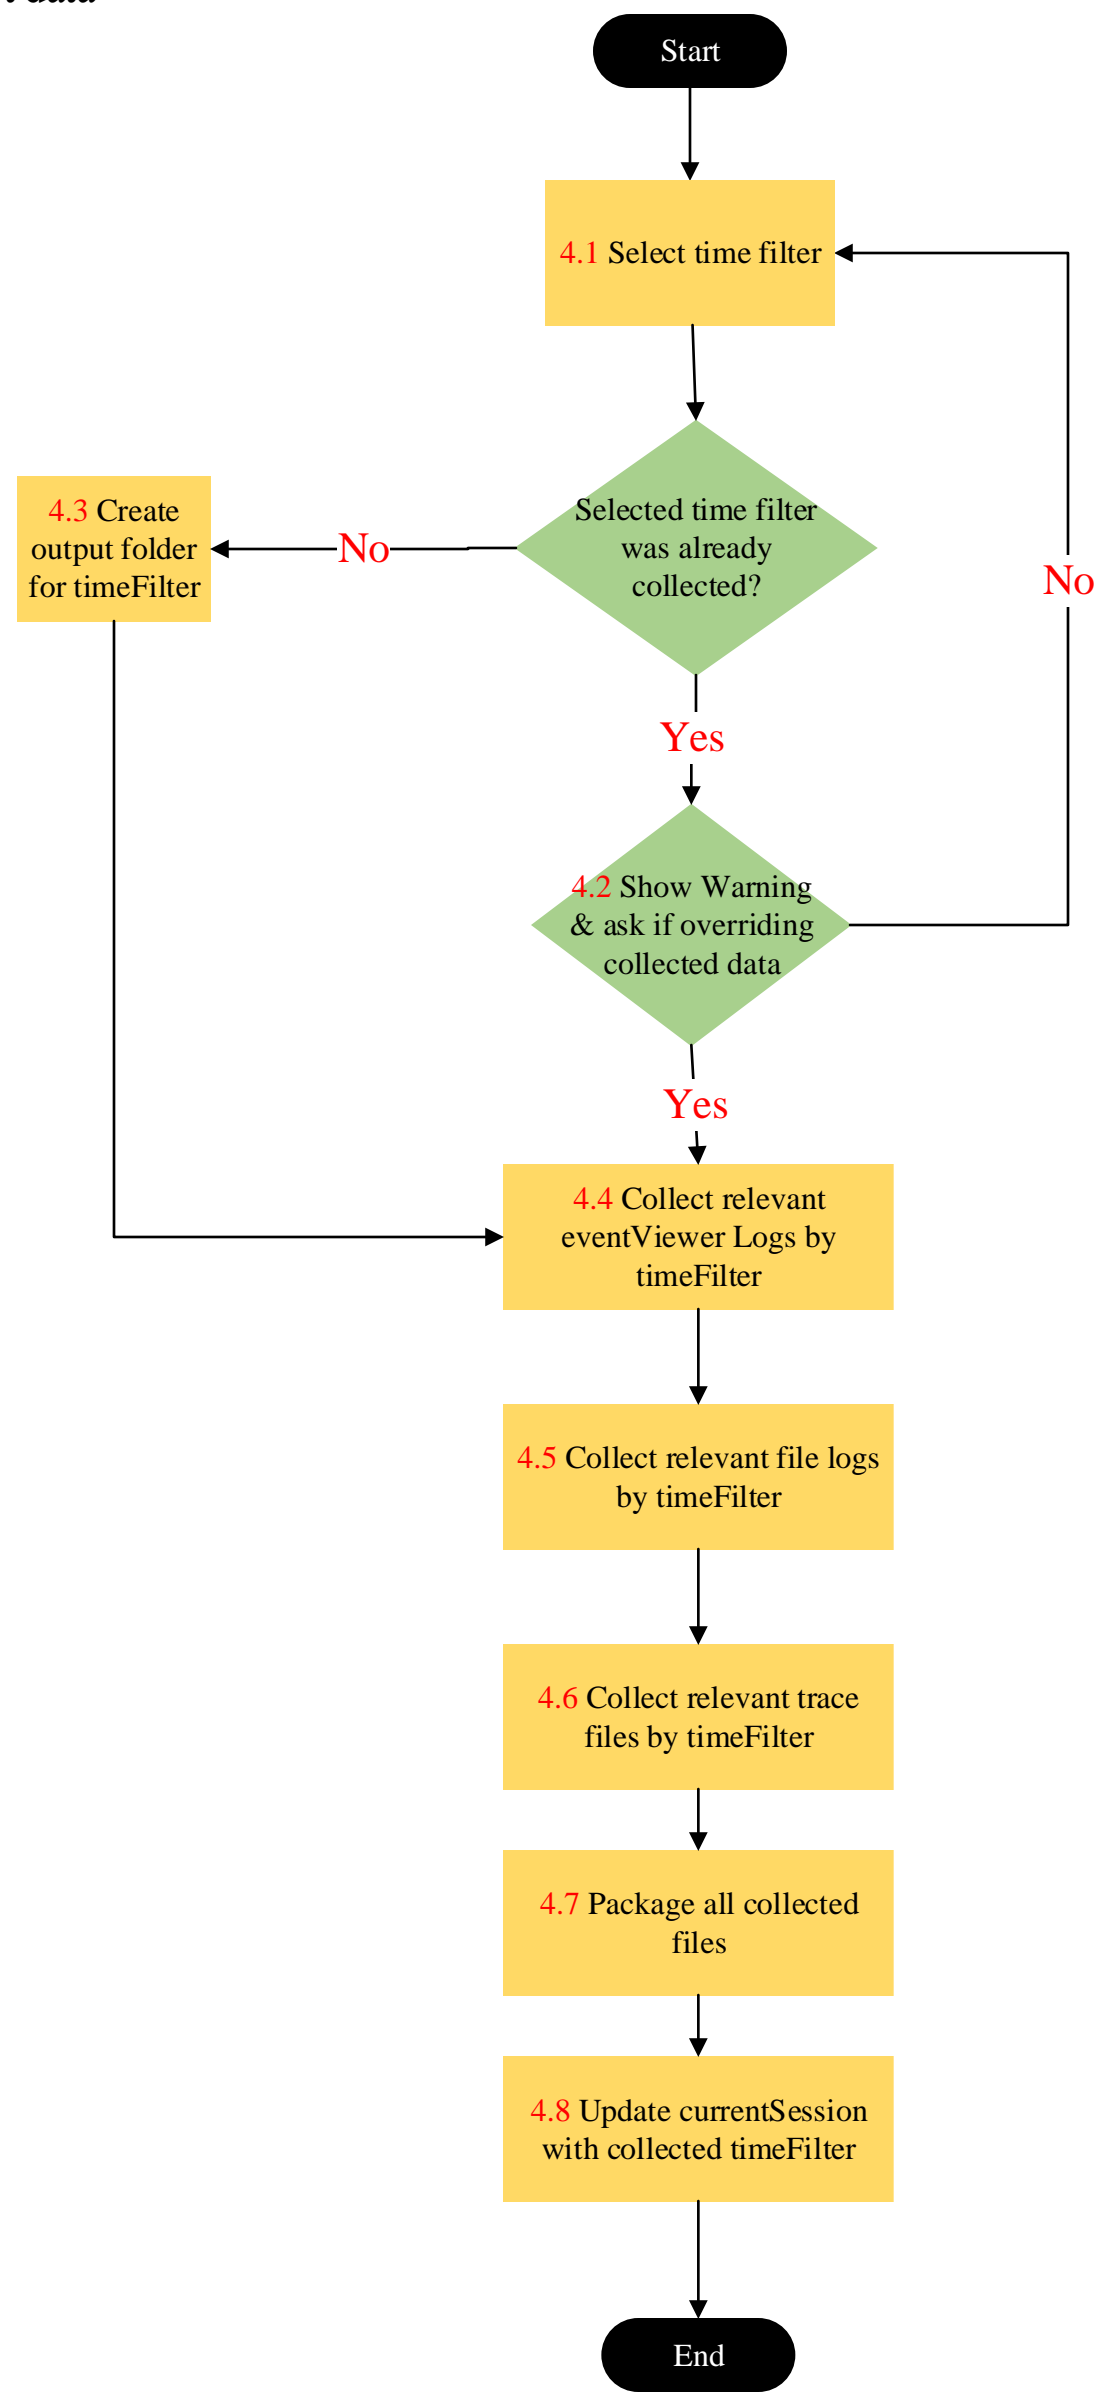 data
Start
4.1 Select time filter
Selected time filter
was already
collected?
No
4.3 Create
output folder
for timeFilter
No
Yes
4.2 Show Warning
& ask if overriding
collected data
Yes
4.4 Collect relevant
eventViewer Logs by
timeFilter
4.5 Collect relevant file logs
by timeFilter
4.6 Collect relevant trace
files by timeFilter
4.7 Package all collected
files
4.8 Update currentSession
with collected timeFilter
End